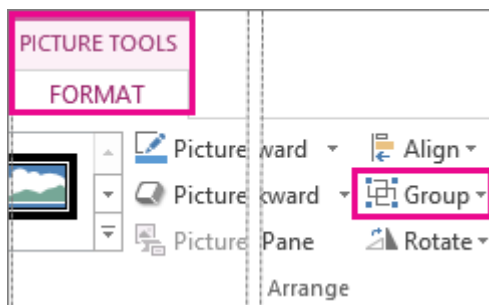 PICTURE TOOLS
FORMAT
Picture ward Align
Picture kward Group
Picture Pane Rotate
Arrange